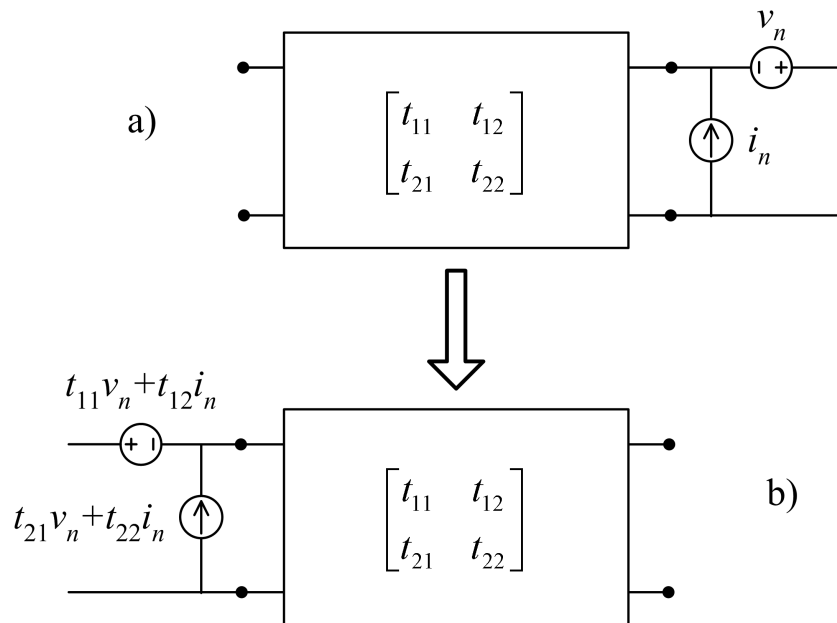 v_n
a)
t_11 t_12
i_n
t_21 t_22
t_11v_n+t_12i_n
t_11 t_12
b)
t_21v_n+t_22i_n
t_21 t_22